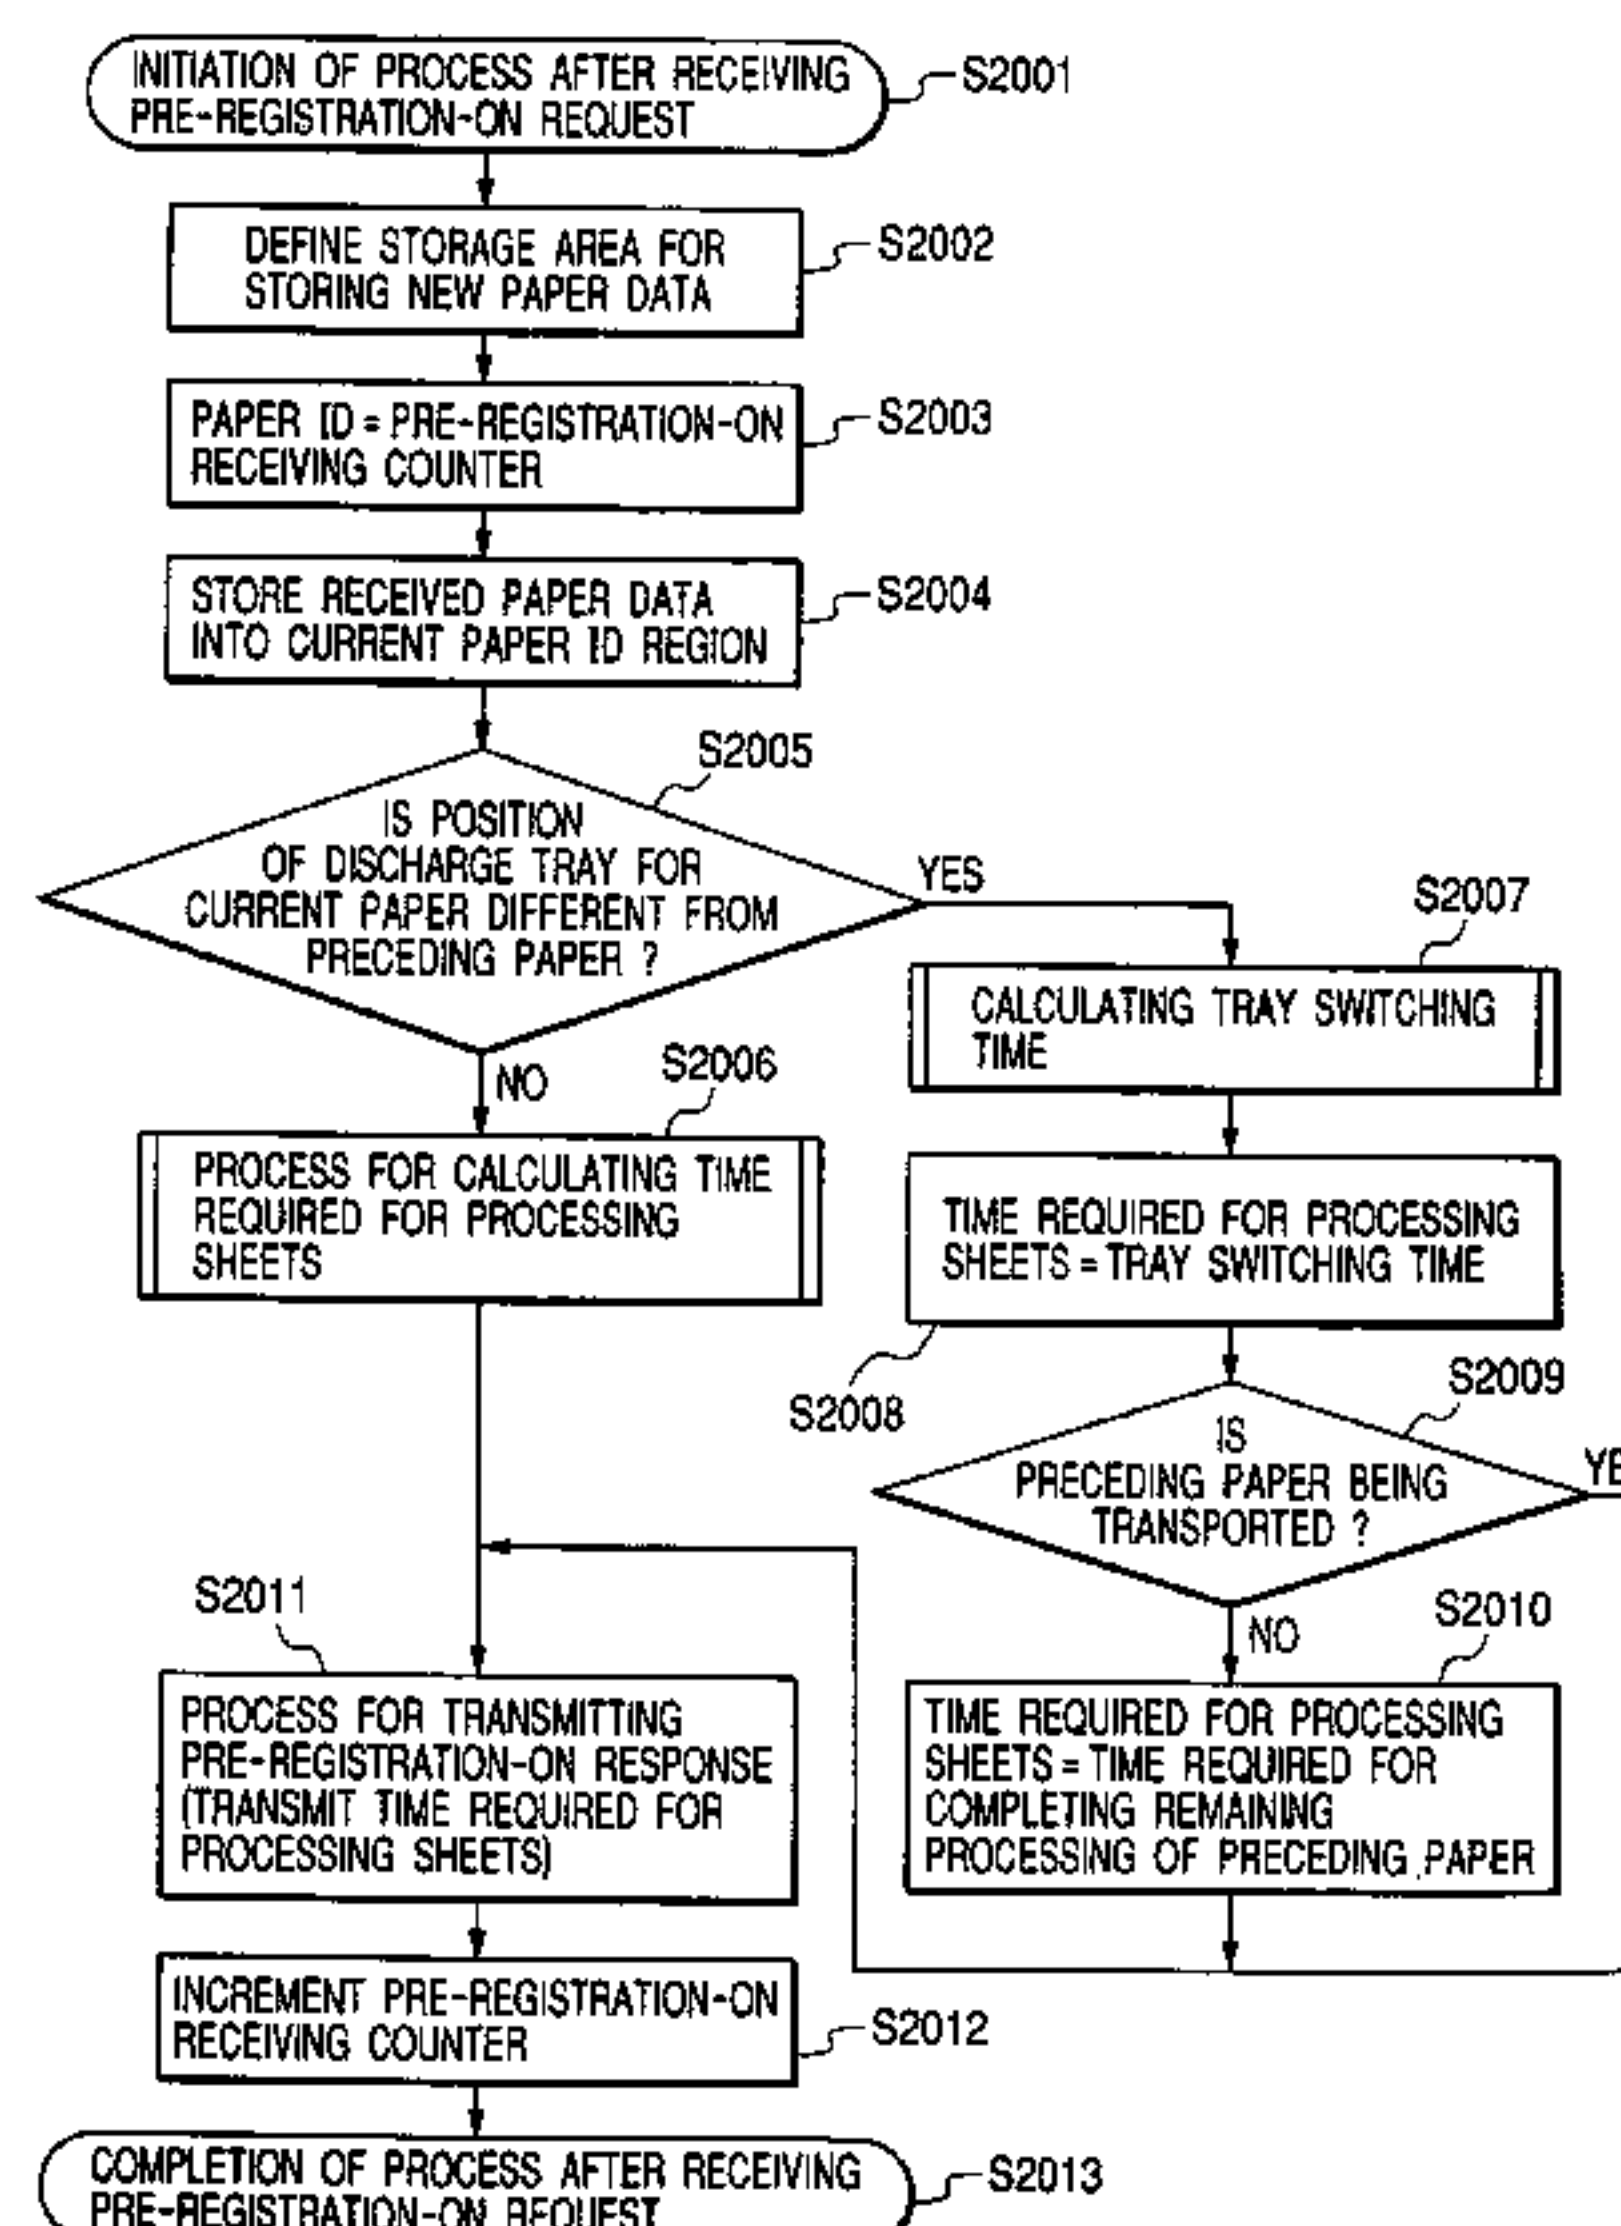 INITIATION OF PROCESS AFTER RECEIVING
PRE-REGISTRATION-ON REQUEST
S2001
DEFINE STORAGE AREA FOR
STORING NEW PAPER DATA
S2002
PAPER ID = PRE-REGISTRATION-ON
RECEIVING COUNTER
S2003
STORE RECEIVED PAPER DATA
INTO CURRENT PAPER ID REGION
S2004
S2005
IS POSITION
OF DISCHARGE TRAY FOR
CURRENT PAPER DIFFERENT FROM
PRECEDING PAPER ?
YES
NO
S2006
PROCESS FOR CALCULATING TIME
REQUIRED FOR PROCESSING
SHEETS
S2007
CALCULATING TRAY SWITCHING
TIME
TIME REQUIRED FOR PROCESSING
SHEETS = TRAY SWITCHING TIME
S2008
S2009
IS
PRECEDING PAPER BEING
TRANSPORTED ?
YE
NO
S2010
TIME REQUIRED FOR PROCESSING
SHEETS = TIME REQUIRED FOR
COMPLETING REMAINING
PROCESSING OF PRECEDING PAPER
S2011
PROCESS FOR TRANSMITTING
PRE-REGISTRATION-ON RESPONSE
(TRANSMIT TIME REQUIRED FOR
PROCESSING SHEETS)
INCREMENT PRE-REGISTRATION-ON
RECEIVING COUNTER
S2012
COMPLETION OF PROCESS AFTER RECEIVING
PRE-REGISTRATION-ON REQUEST
S2013